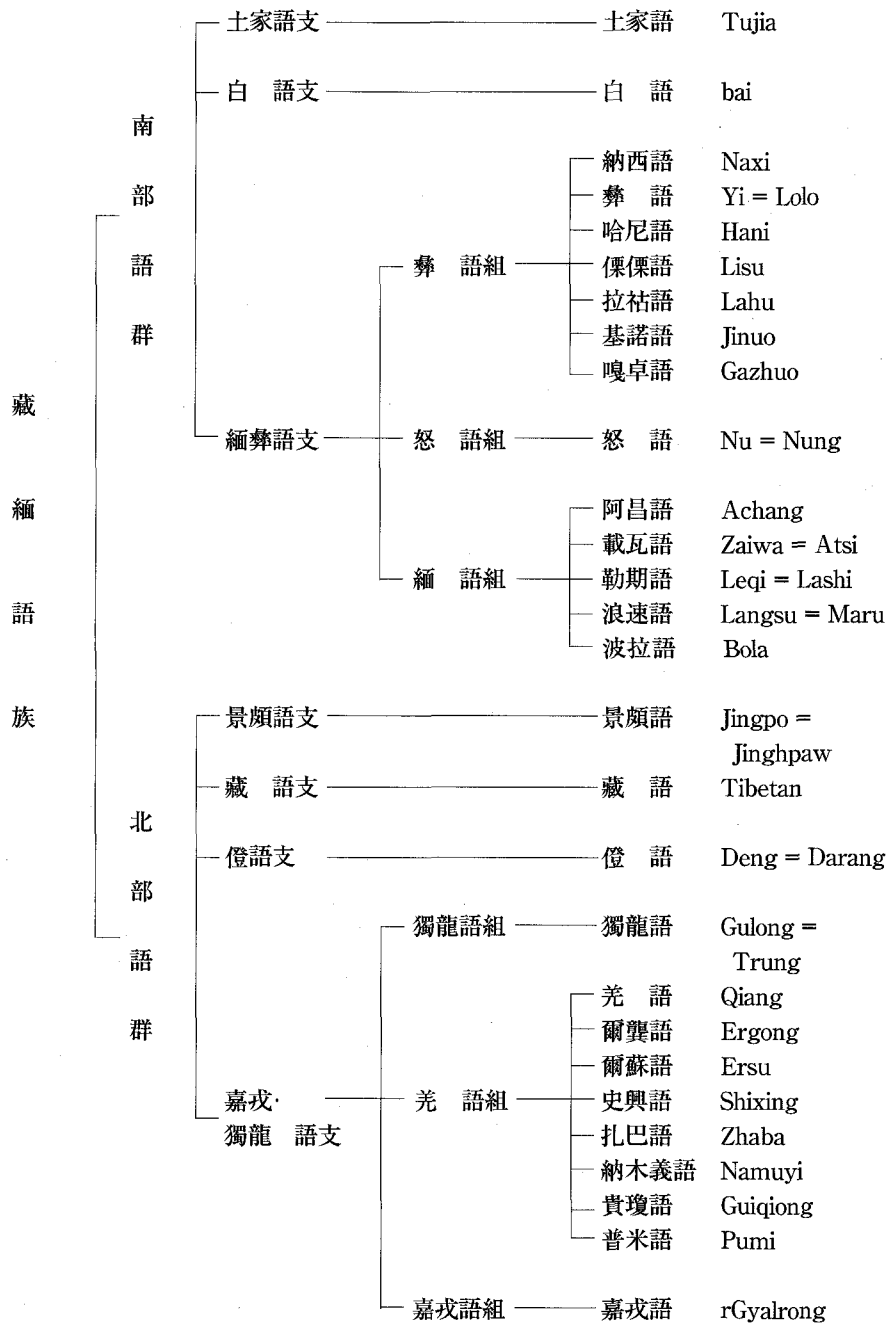 藏緬語族
南部語群
土家語支 土家語 Tujia
白 語支 白 語 bai
緬彝語支
彝 語組
納西語 Naxi
彝 語 Yi = Lolo
哈尼語 Hani
傈傈語 Lisu
拉祜語 Lahu
基諾語 Jinuo
嘎卓語 Gazhuo
怒 語組 怒 語 Nu = Nung
緬 語組
阿昌語 Achang
載瓦語 Zaiwa = Atsi
勒期語 Leqi = Lashi
浪速語 Langsu = Maru
波拉語 Bola
北部語群
景頗語支 景頗語 Jingpo =
Jinghpaw
藏 語支 藏 語 Tibetan
僜語支 僜 語 Deng = Darang
嘉戎·
獨龍 語支
獨龍語組 獨龍語 Gulong =
Trung
羌 語組
羌 語 Qiang
爾龔語 Ergong
爾蘇語 Ersu
史興語 Shixing
扎巴語 Zhaba
納木義語 Namuyi
貴瓊語 Guiqiong
普米語 Pumi
嘉戎語組 嘉戎語 rGyalrong